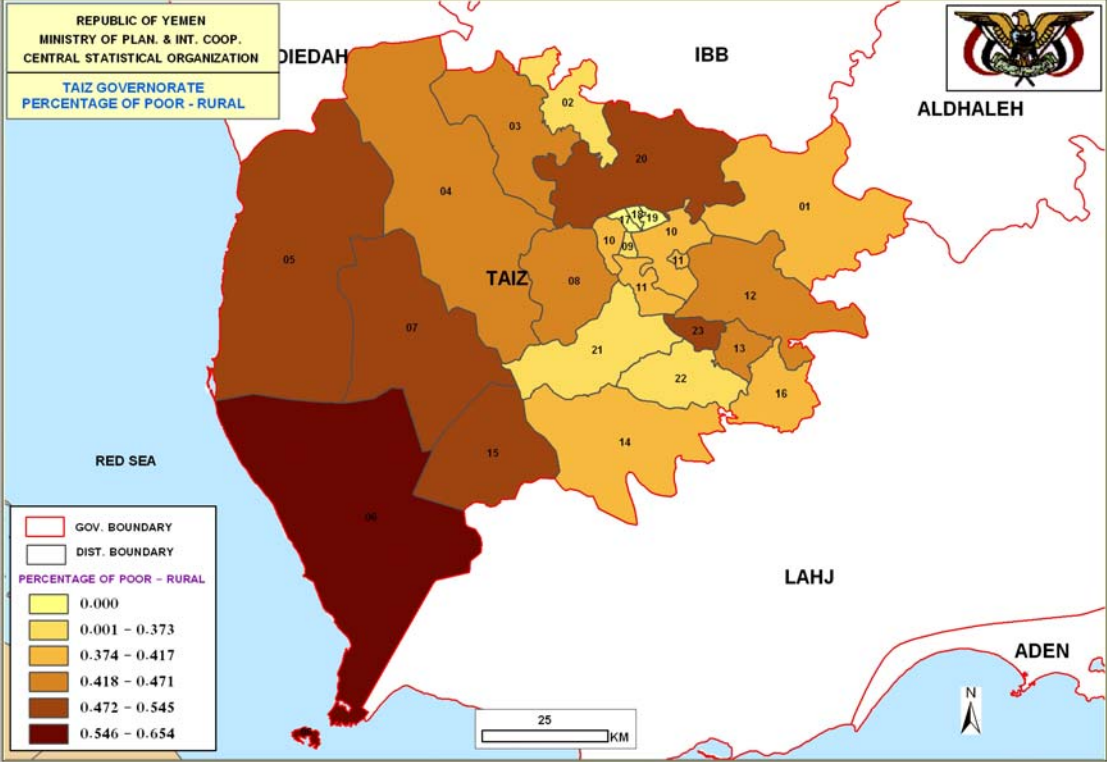 REPUBLIC OF YEMEN
MINISTRY OF PLAN. & INT. COOP.
CENTRAL STATISTICAL ORGANIZATION
TAIZ GOVERNORATE
PERCENTAGE OF POOR - RURAL
DIEDAH
IBB
ALDHALEH
02
03
20
04
01
17
18
19
10
10
09
05
11
TAIZ
08
11
12
07
23
13
21
22
16
14
15
RED SEA
06
GOV. BOUNDARY
DIST. BOUNDARY
PERCENTAGE OF POOR – RURAL
0.000
0.001 – 0.373
0.374 – 0.417
0.418 – 0.471
0.472 – 0.545
0.546 – 0.654
LAHJ
ADEN
N
25
KM